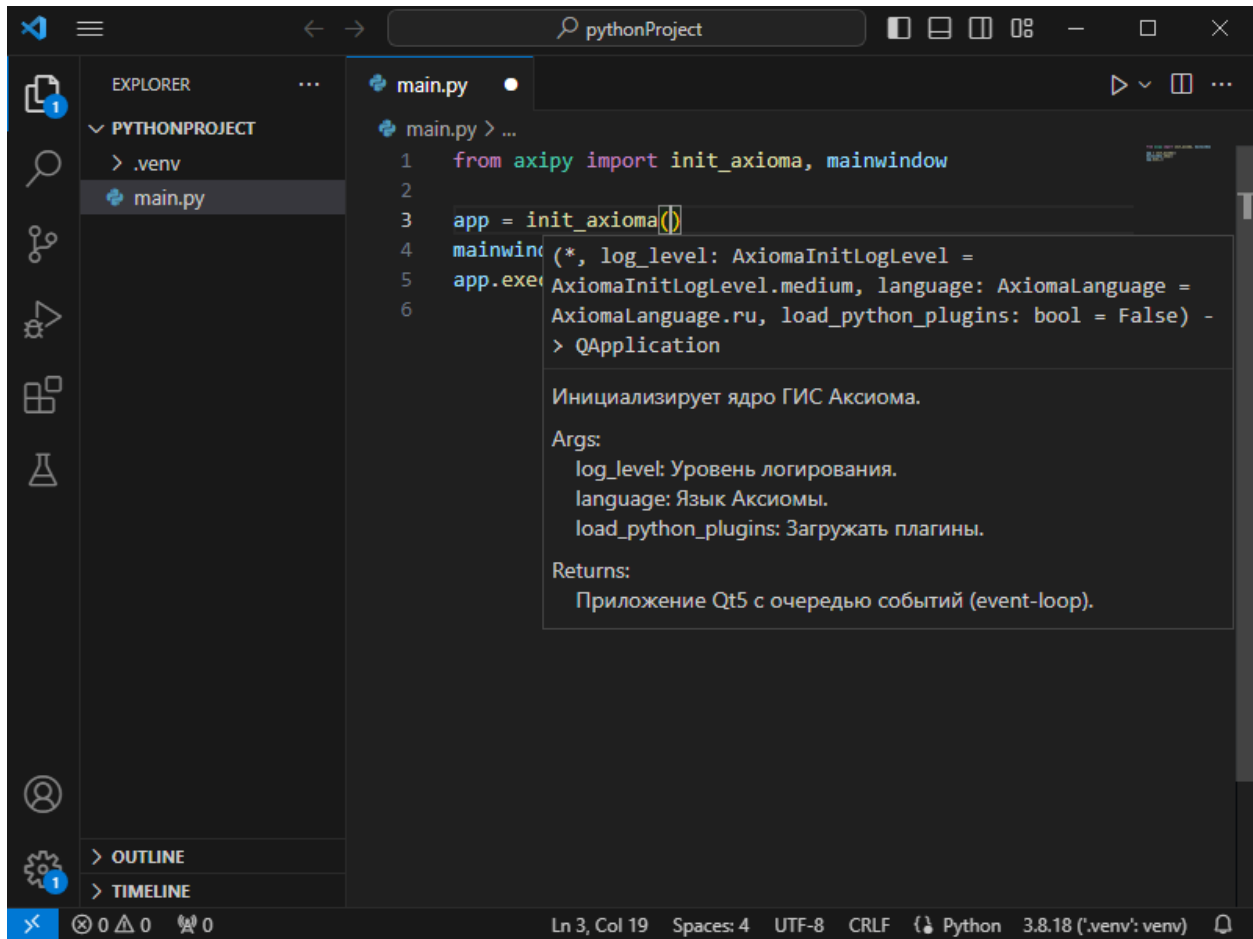 pythonProject
EXPLORER
main.py
1
PYTHONPROJECT
.venv
main.py
main.py > ...
1 from axipy import init_axioma, mainwindow
2
3 app = init_axioma()
4 mainwind
5 app.exe
6
(*, log_level: AxiomaInitLogLevel =
AxiomaInitLogLevel.medium, language: AxiomaLanguage =
AxiomaLanguage.ru, load_python_plugins: bool = False) -
> QApplication
Инициализирует ядро ГИС Аксиома.
Args:
log_level: Уровень логирования.
language: Язык Аксиомы.
load_python_plugins: Загружать плагины.
Returns:
Приложение Qt5 с очередью событий (event-loop).
OUTLINE
1
TIMELINE
0 0 0 Ln 3, Col 19 Spaces: 4 UTF-8 CRLF Python 3.8.18 ('.venv': venv)